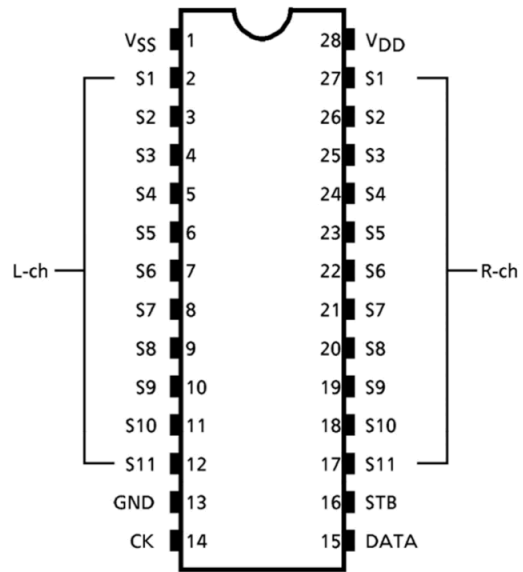 VSS 1 28 VDD
S1 2 27 S1
S2 3 26 S2
S3 4 25 S3
S4 5 24 S4
S5 6 23 S5
L-ch S6 7 22 S6 R-ch
S7 8 21 S7
S8 9 20 S8
S9 10 19 S9
S10 11 18 S10
S11 12 17 S11
GND 13 16 STB
CK 14 15 DATA